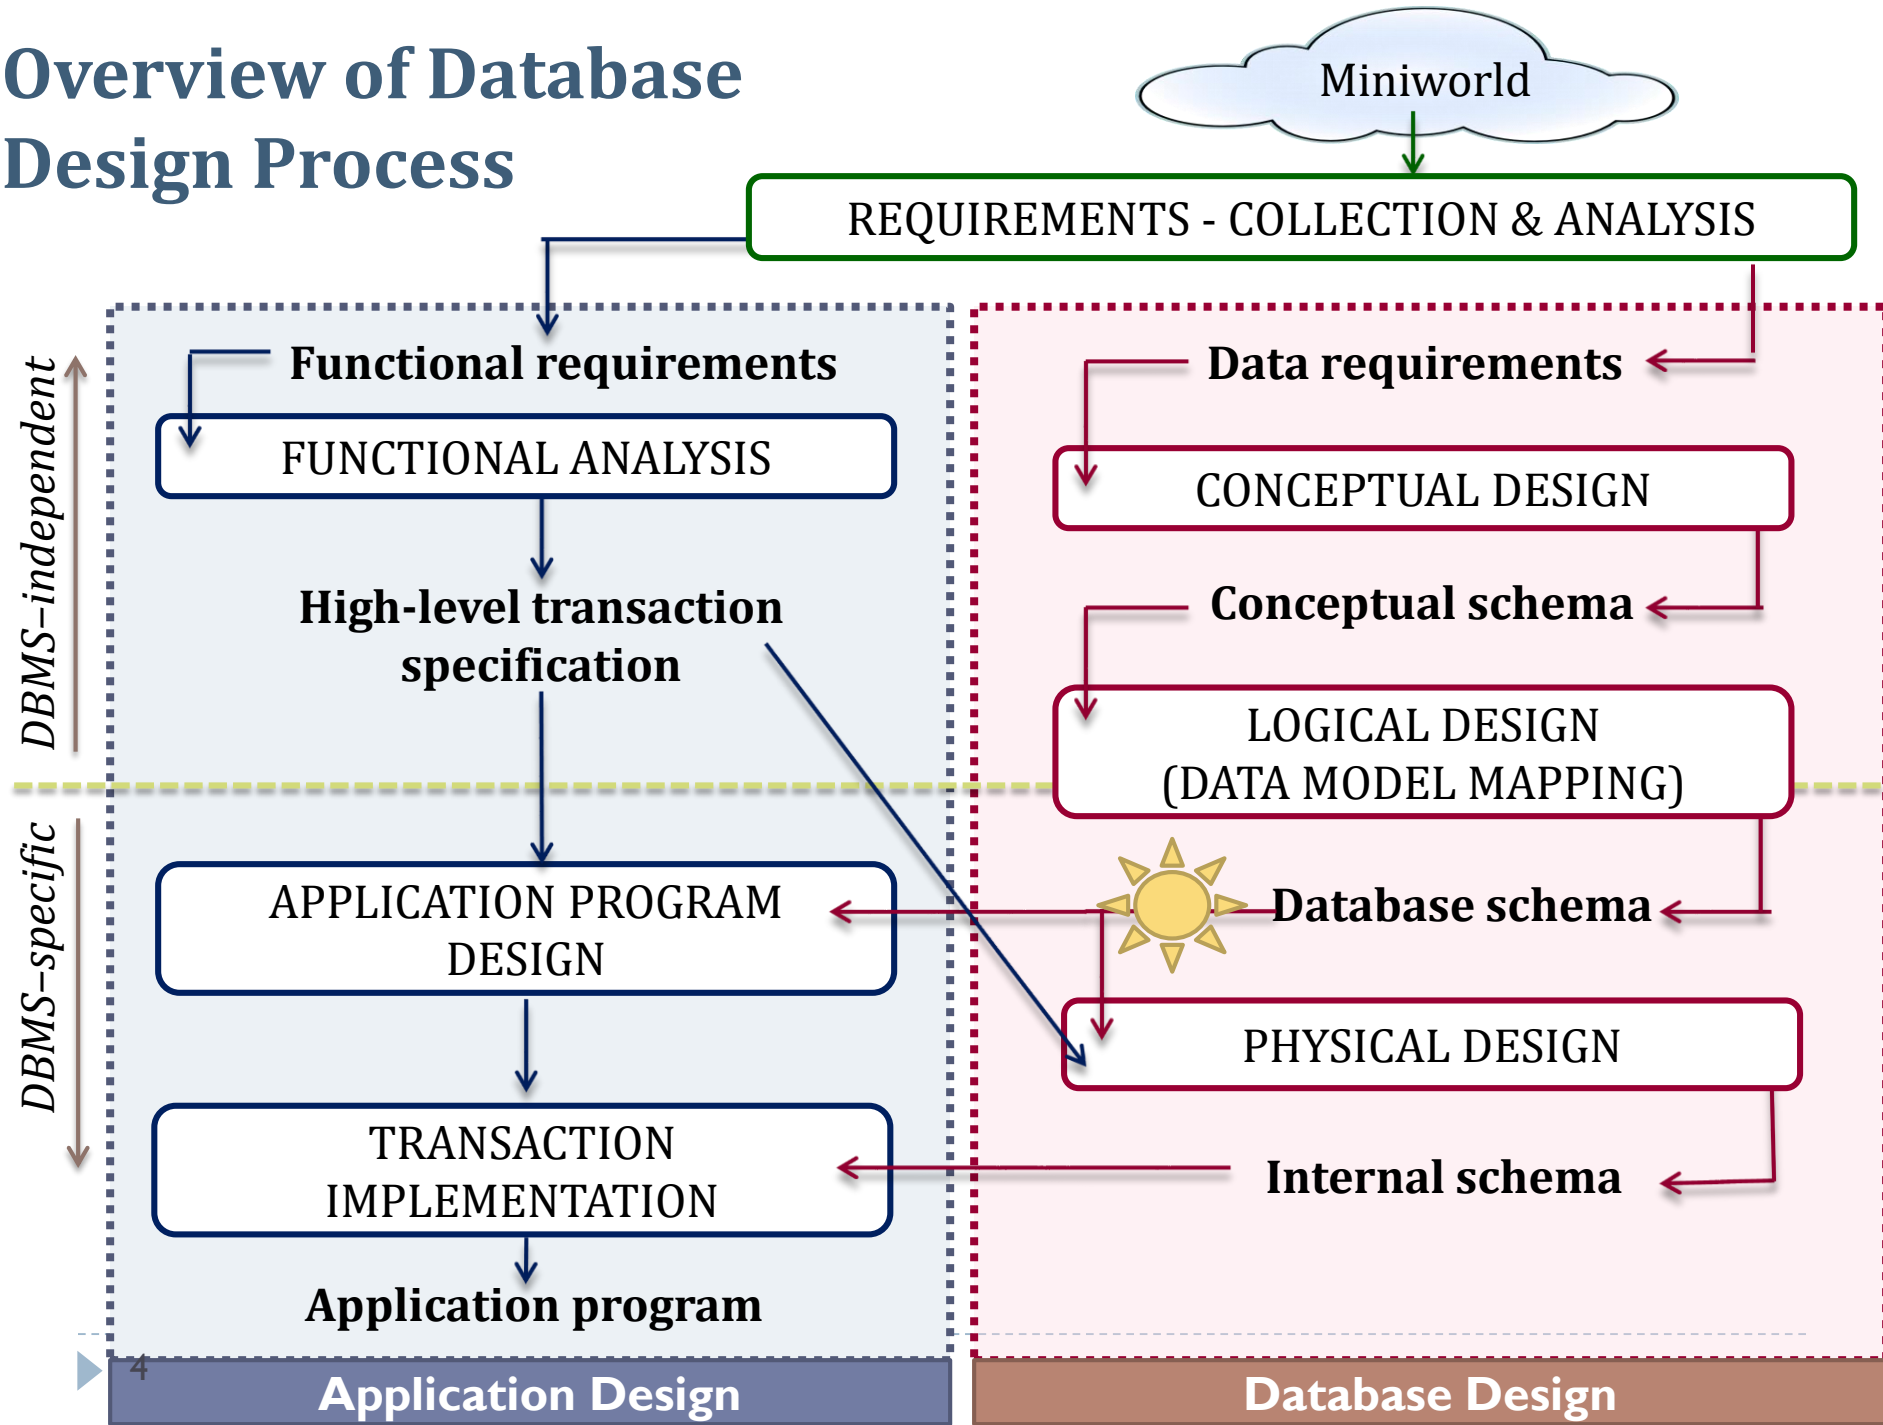 Overview of Database
Design Process
Miniworld
REQUIREMENTS - COLLECTION & ANALYSIS
DBMS–independent
Functional requirements
FUNCTIONAL ANALYSIS
High-level transaction
specification
Data requirements
CONCEPTUAL DESIGN
Conceptual schema
LOGICAL DESIGN
(DATA MODEL MAPPING)
DBMS–specific
APPLICATION PROGRAM
DESIGN
TRANSACTION
IMPLEMENTATION
Application program
Database schema
PHYSICAL DESIGN
Internal schema
4
Application Design
Database Design